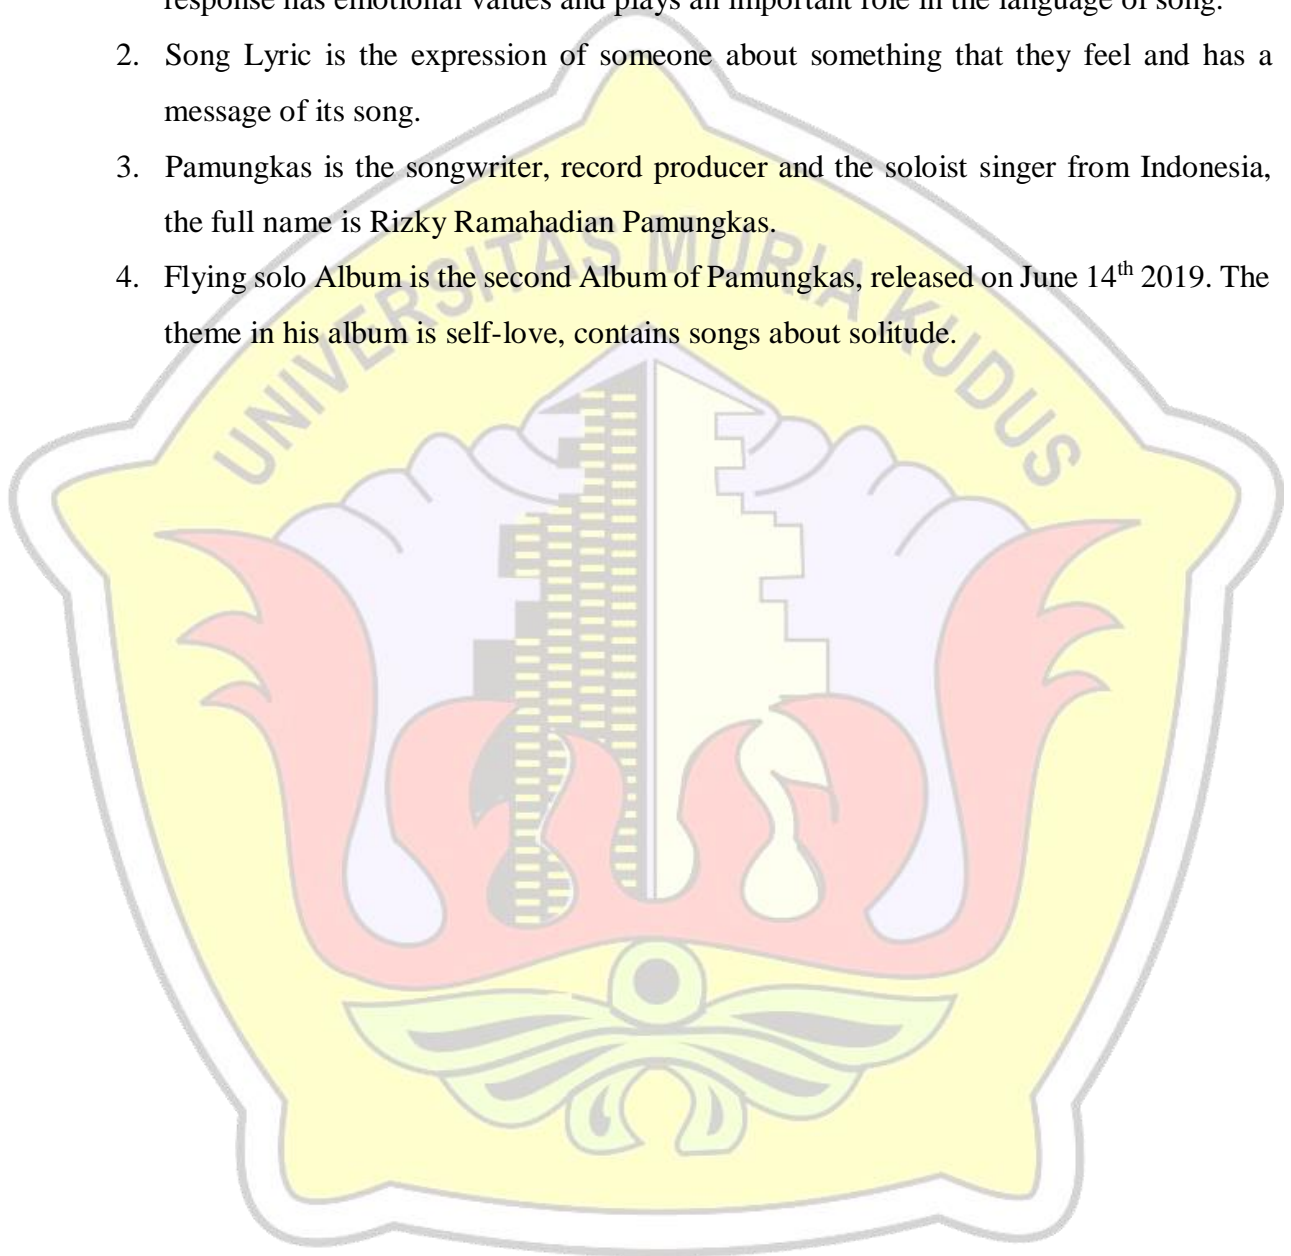 response has emotional values and plays an important role in the language of song.
2. Song Lyric is the expression of someone about something that they feel and has a
message of its song.
3. Pamungkas is the songwriter, record producer and the soloist singer from Indonesia,
the full name is Rizky Ramahadian Pamungkas.
4. Flying solo Album is the second Album of Pamungkas, released on June 14th 2019. The
theme in his album is self-love, contains songs about solitude.
UNIVERSITAS MURIA KUDUS